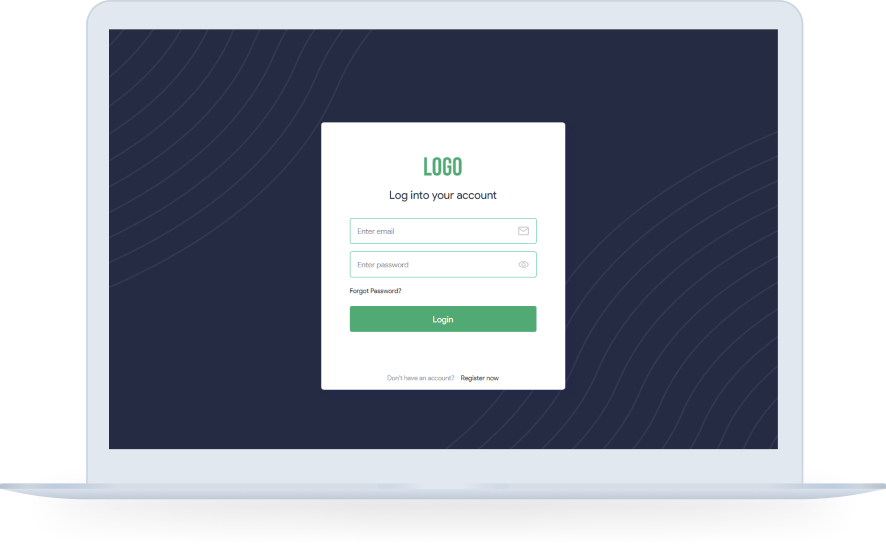 LOGO
Log into your account
Enter email
Enter password
Forgot Password?
Login
Don't have an account? Register now